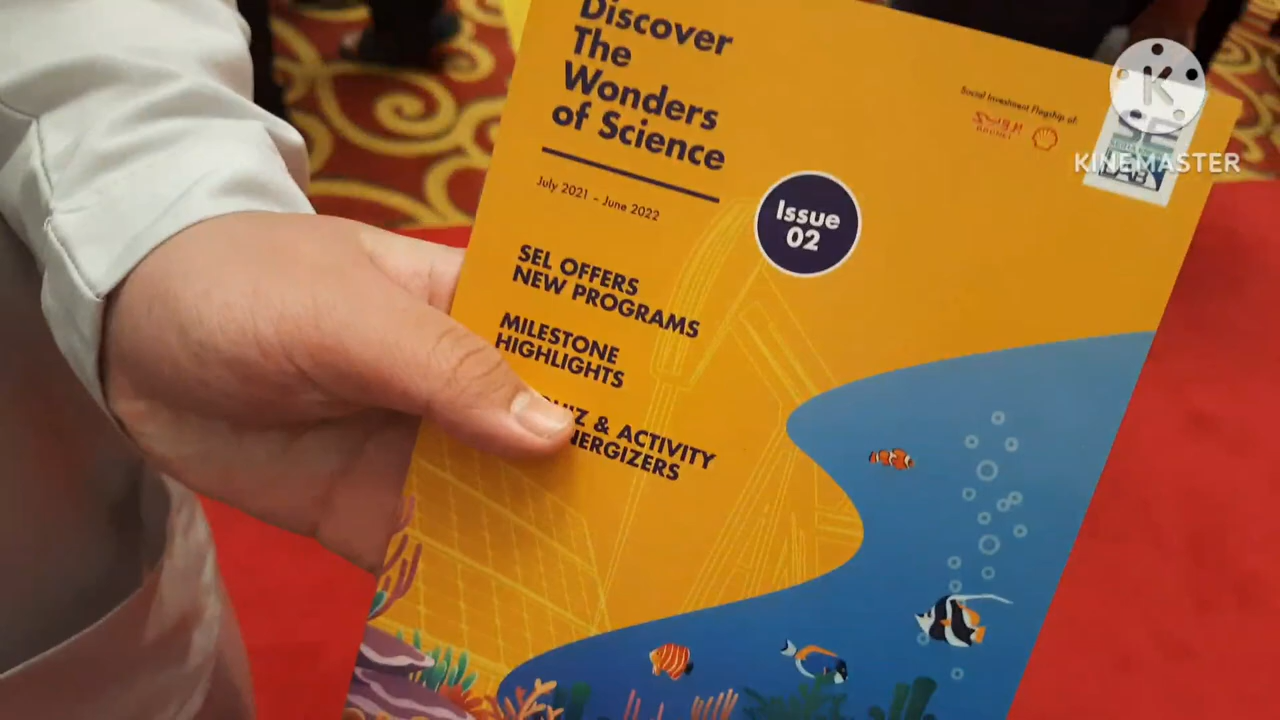 Discover
The
Wonders
of Science
July 2021 – June 2022
Issue
02
SEL OFFERS
NEW PROGRAMS
MILESTONE
HIGHLIGHTS
& ACTIVITY
Social Investment Flagship of:
K
KINEMASTER
LAB